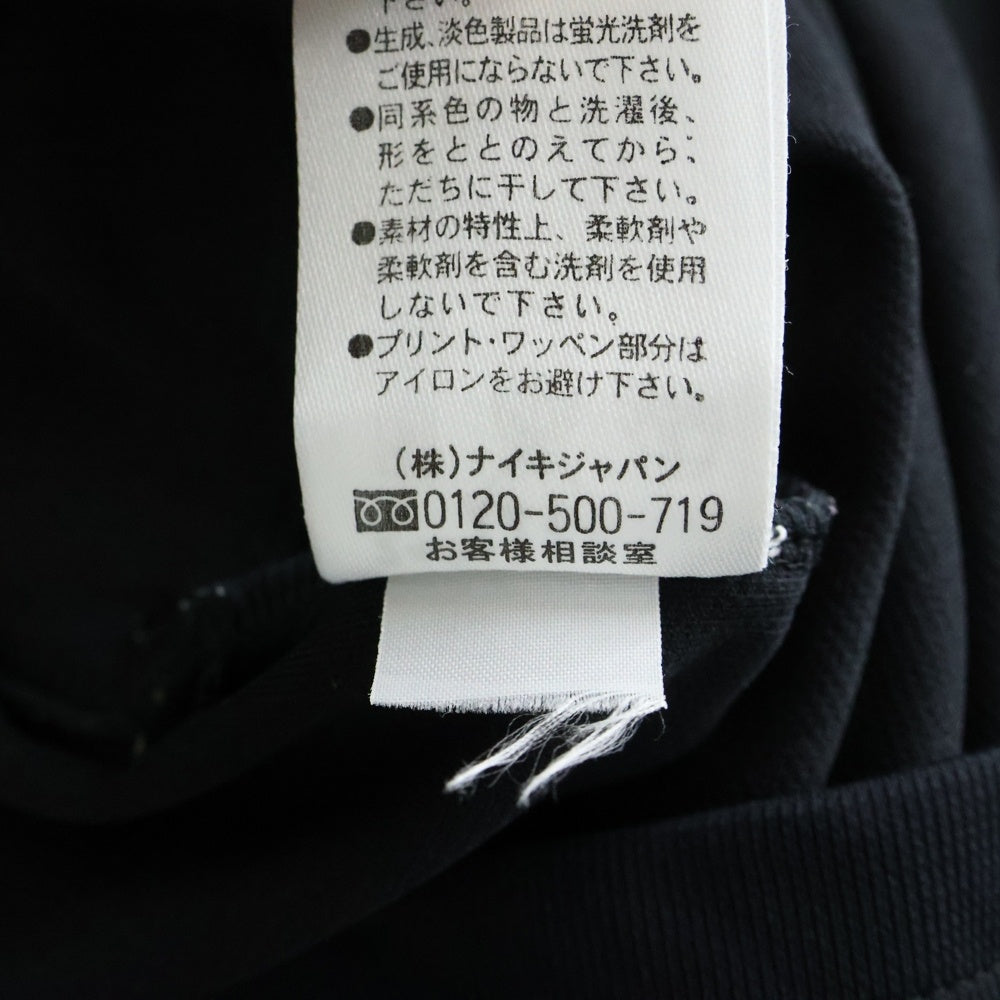 下さい。
●生成、淡色製品は蛍光洗剤を
ご使用にならないで下さい。
●同系色の物と洗濯後、
形をととのえてから、
ただちに干して下さい。
●素材の特性上、柔軟剤や
柔軟剤を含む洗剤を使用
しないで下さい。
●プリント・ワッペン部分は
アイロンをお避け下さい。
(株)ナイキジャパン
0120-500-719
お客様相談室